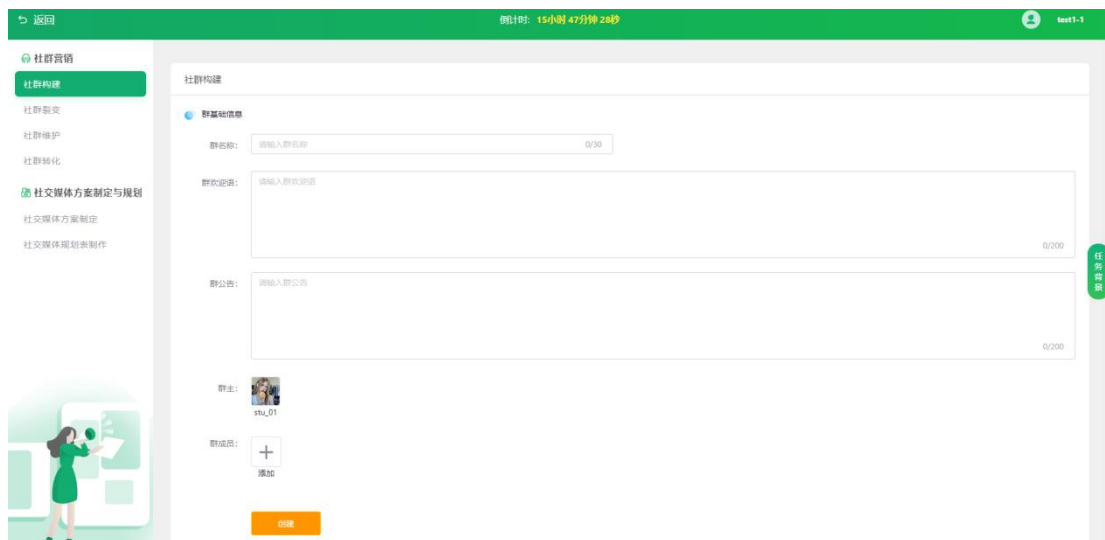 返回
倒计时: 15小时 47分钟 28秒
test1-1
社群营销
社群构建
社群裂变
社群维护
社群转化
社交媒体方案制定与规划
社交媒体方案制定
社交媒体规划表制作
社群构建
群基础信息
群名称:
请输入群名称
0/30
群欢迎语:
请输入群欢迎语
0/200
群公告:
请输入群公告
0/200
群主:
stu_01
群成员:
添加
创建
任务背景